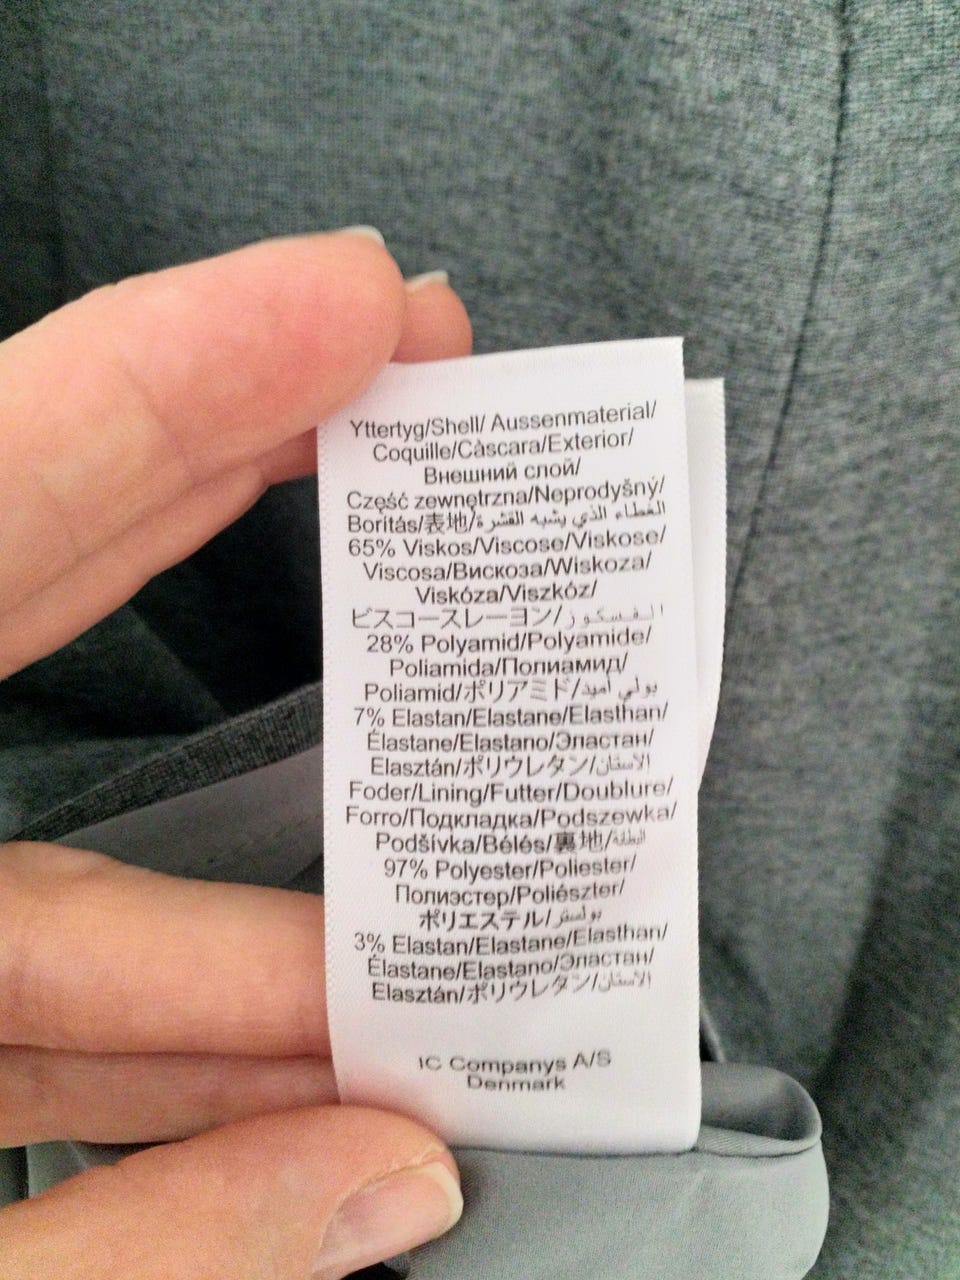 Yttertyg/Shell/ Aussenmaterial/
Coquille/Càscara/Exterior/
Внешний слой/
Część zewnętrzna/Neprodyšný/
Borítás/表地/الغطاء الذي يشبه القشرة
65% Viskos/Viscose/Viskose/
Viscosa/Вискоза/Wiskoza/
Viskóza/Viszkóz/
ビスコースレーヨン/الفسكوز
28% Polyamid/Polyamide/
Poliamida/Полиамид/
Poliamid/ポリアミド/بولي أميد
7% Elastan/Elastane/Elasthan/
Élastane/Elastano/Эластан/
Elasztán/ポリウレタン/الاستان
Foder/Lining/Futter/Doublure/
Forro/Подкладка/Podszewka/
Podšívka/Bélés/裏地/البطانة
97% Polyester/Poliester/
Полиэстер/Poliészter/
ポリエステル/بولستر
3% Elastan/Elastane/Elasthan/
Élastane/Elastano/Эластан/
Elasztán/ポリウレタン/الاستان
IC Companys A/S
Denmark